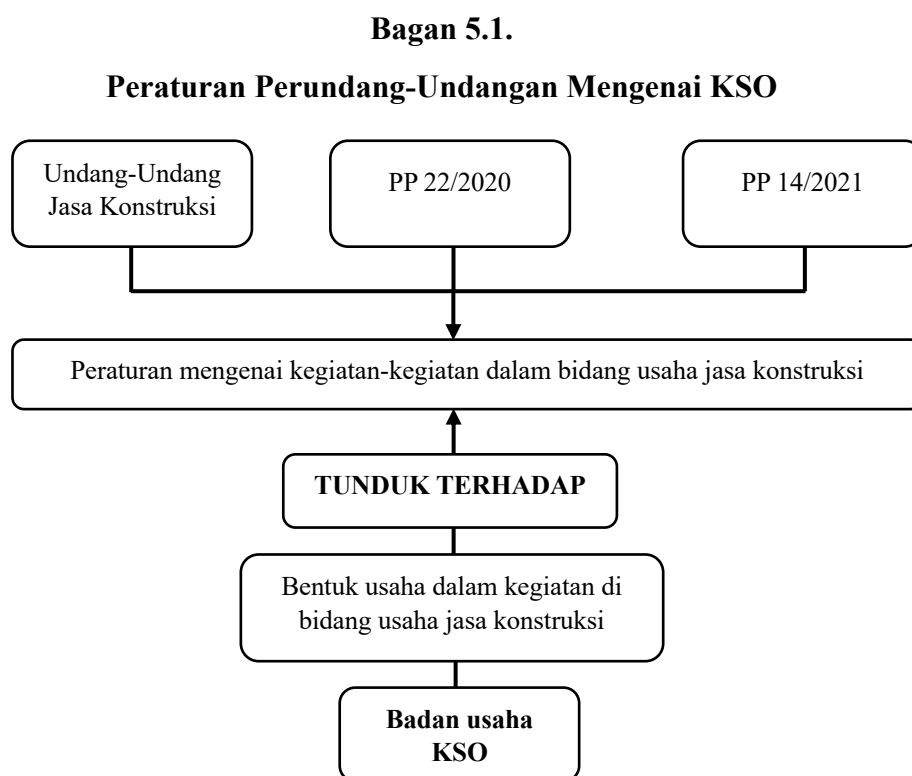 Bagan 5.1.
Peraturan Perundang-Undangan Mengenai KSO
Undang-Undang
Jasa Konstruksi
PP 22/2020
PP 14/2021
Peraturan mengenai kegiatan-kegiatan dalam bidang usaha jasa konstruksi
TUNDUK TERHADAP
Bentuk usaha dalam kegiatan di
bidang usaha jasa konstruksi
Badan usaha
KSO